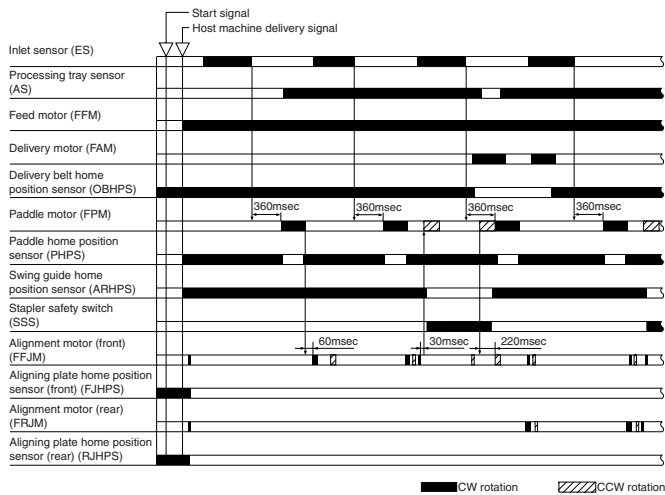 Start signal
Host machine delivery signal
Inlet sensor (ES)
Processing tray sensor
(AS)
Feed motor (FFM)
Delivery motor (FAM)
Delivery belt home
position sensor (OBHPS)
360msec
360msec
360msec
360msec
Paddle motor (FPM)
Paddle home position
sensor (PHPS)
Swing guide home
position sensor (ARHPS)
Stapler safety switch
(SSS)
60msec
30msec
220msec
Alignment motor (front)
(FFJM)
Aligning plate home position
sensor (front) (FJHPS)
Alignment motor (rear)
(FRJM)
Aligning plate home position
sensor (rear) (RJHPS)
CW rotation
CCW rotation